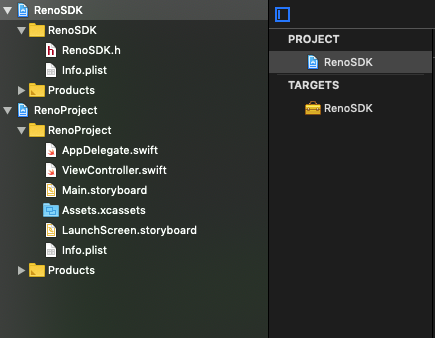 RenoSDK
RenoSDK
RenoSDK.h
Info.plist
Products
RenoProject
RenoProject
AppDelegate.swift
ViewController.swift
Main.storyboard
Assets.xcassets
LaunchScreen.storyboard
Info.plist
Products
PROJECT
RenoSDK
TARGETS
RenoSDK